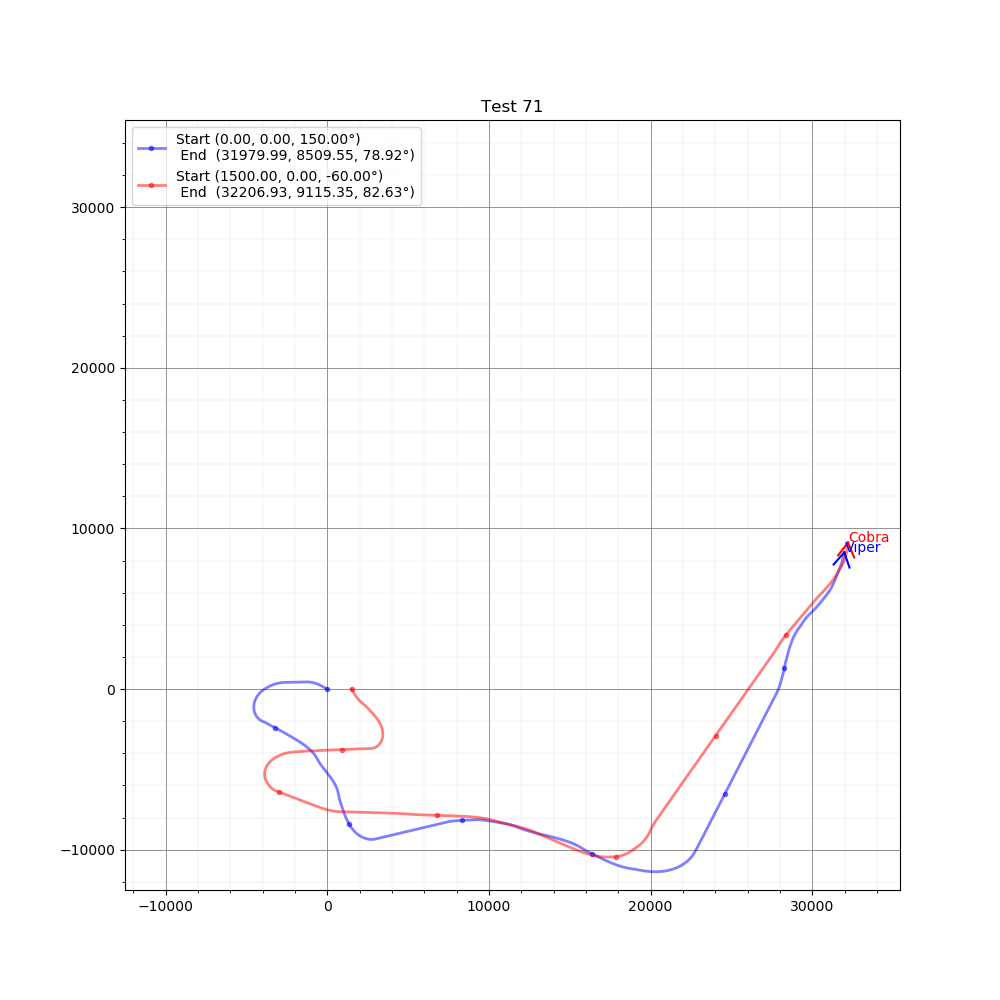 Test 71
Start (0.00, 0.00, 150.00°)
End  (31979.99, 8509.55, 78.92°)
Start (1500.00, 0.00, -60.00°)
End  (32206.93, 9115.35, 82.63°)
30000
20000
10000
0
−10000
Cobra
Viper
−10000
0
10000
20000
30000